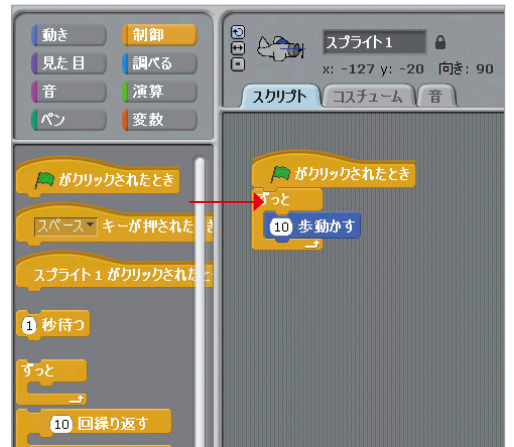 動き 制御
見た目 調べる
音 演算
ペン 変数
スプライト1
x: -127 y: -20 向き: 90
スクリプト コスチューム 音
がクリックされたとき
スペース キーが押された
スプライト1 がクリックされた
1 秒待つ
ずっと
10 回繰り返す
がクリックされたとき
ずっと
10 歩動かす